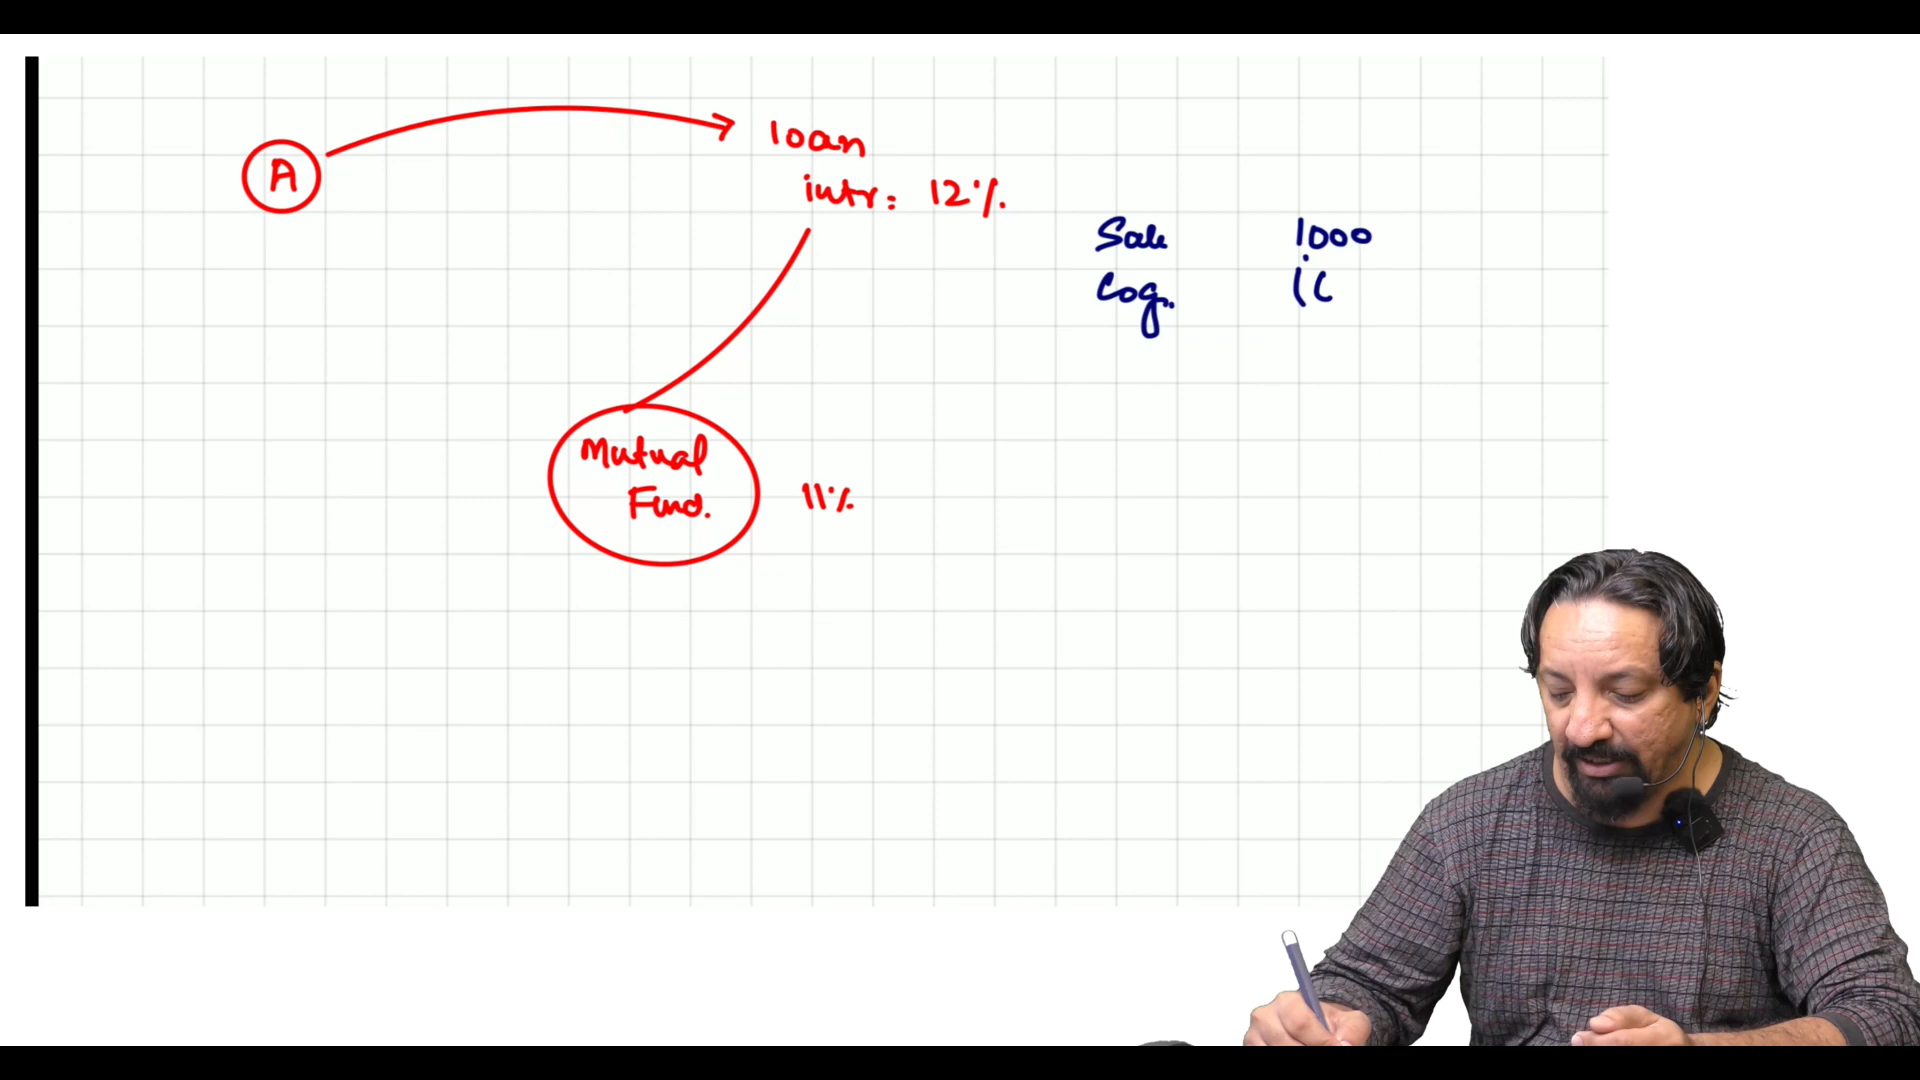 A
loan
intr: 12%.
Sale 1000
Cog..
Mutual
Fund.
11%